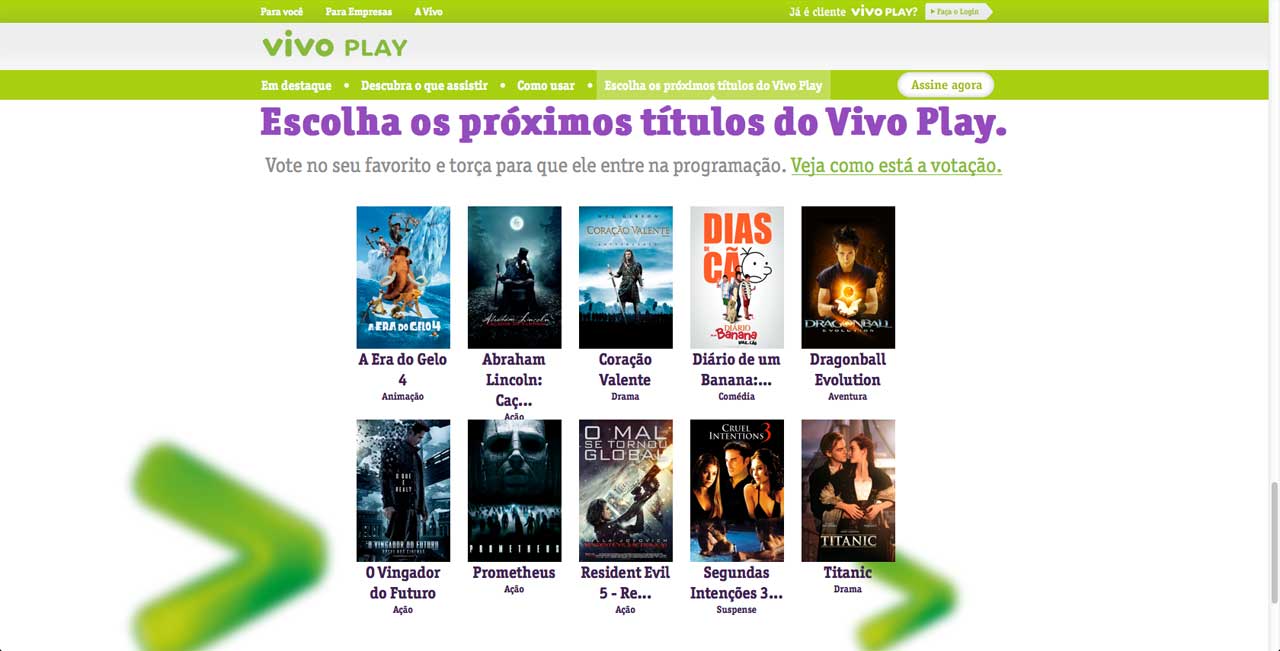 Para você Para Empresas A Vivo Já é cliente vivo PLAY? Faça o Login
vivo PLAY
Em destaque • Descubra o que assistir • Como usar • Escolha os próximos títulos do Vivo Play Assine agora
Escolha os próximos títulos do Vivo Play.
Vote no seu favorito e torça para que ele entre na programação. Veja como está a votação.
A ERA DO GELO 4
Abraham Lincoln
MEL GIBSON
CORAÇÃO VALENTE
DIAS
DE
CÃO
DIÁRIO
Banana
DRAGONBALL
EVOLUTION
A Era do Gelo
4
Animação
Abraham
Lincoln:
Caç...
Ação
Coração
Valente
Drama
Diário de um
Banana:...
Comédia
Dragonball
Evolution
Aventura
O QUE
É REAL?
O VINGADOR DO FUTURO
PROMETHEUS
O MAL
SE TORNOU
GLOBAL
MILLA JOVOVICH
CRUEL
INTENTIONS 3
TITANIC
O Vingador
do Futuro
Ação
Prometheus
Ação
Resident Evil
5 - Re...
Ação
Segundas
Intenções 3...
Suspense
Titanic
Drama